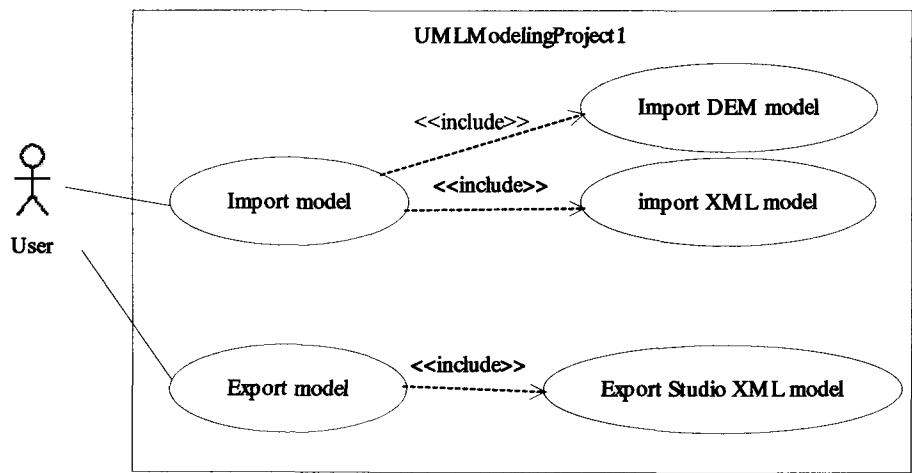 UMLModelingProject1
Import DEM model
<<include>>
<<include>>
Import model
import XML model
User
<<include>>
Export model
Export Studio XML model